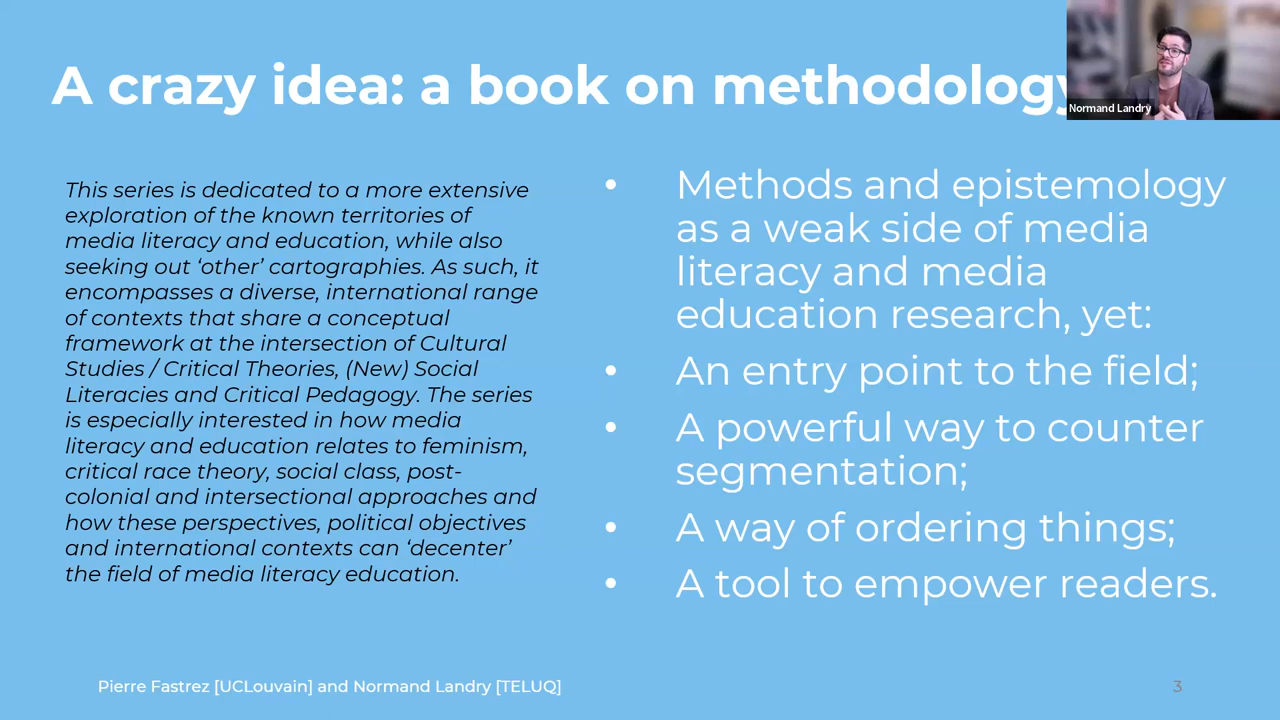 A crazy idea: a book on methodology
Normand Landry
This series is dedicated to a more extensive
exploration of the known territories of
media literacy and education, while also
seeking out ‘other’ cartographies. As such, it
encompasses a diverse, international range
of contexts that share a conceptual
framework at the intersection of Cultural
Studies / Critical Theories, (New) Social
Literacies and Critical Pedagogy. The series
is especially interested in how media
literacy and education relates to feminism,
critical race theory, social class, post-
colonial and intersectional approaches and
how these perspectives, political objectives
and international contexts can ‘decenter’
the field of media literacy education.
• Methods and epistemology
as a weak side of media
literacy and media
education research, yet:
• An entry point to the field;
• A powerful way to counter
segmentation;
• A way of ordering things;
• A tool to empower readers.
Pierre Fastrez [UCLouvain] and Normand Landry [TELUQ]
3